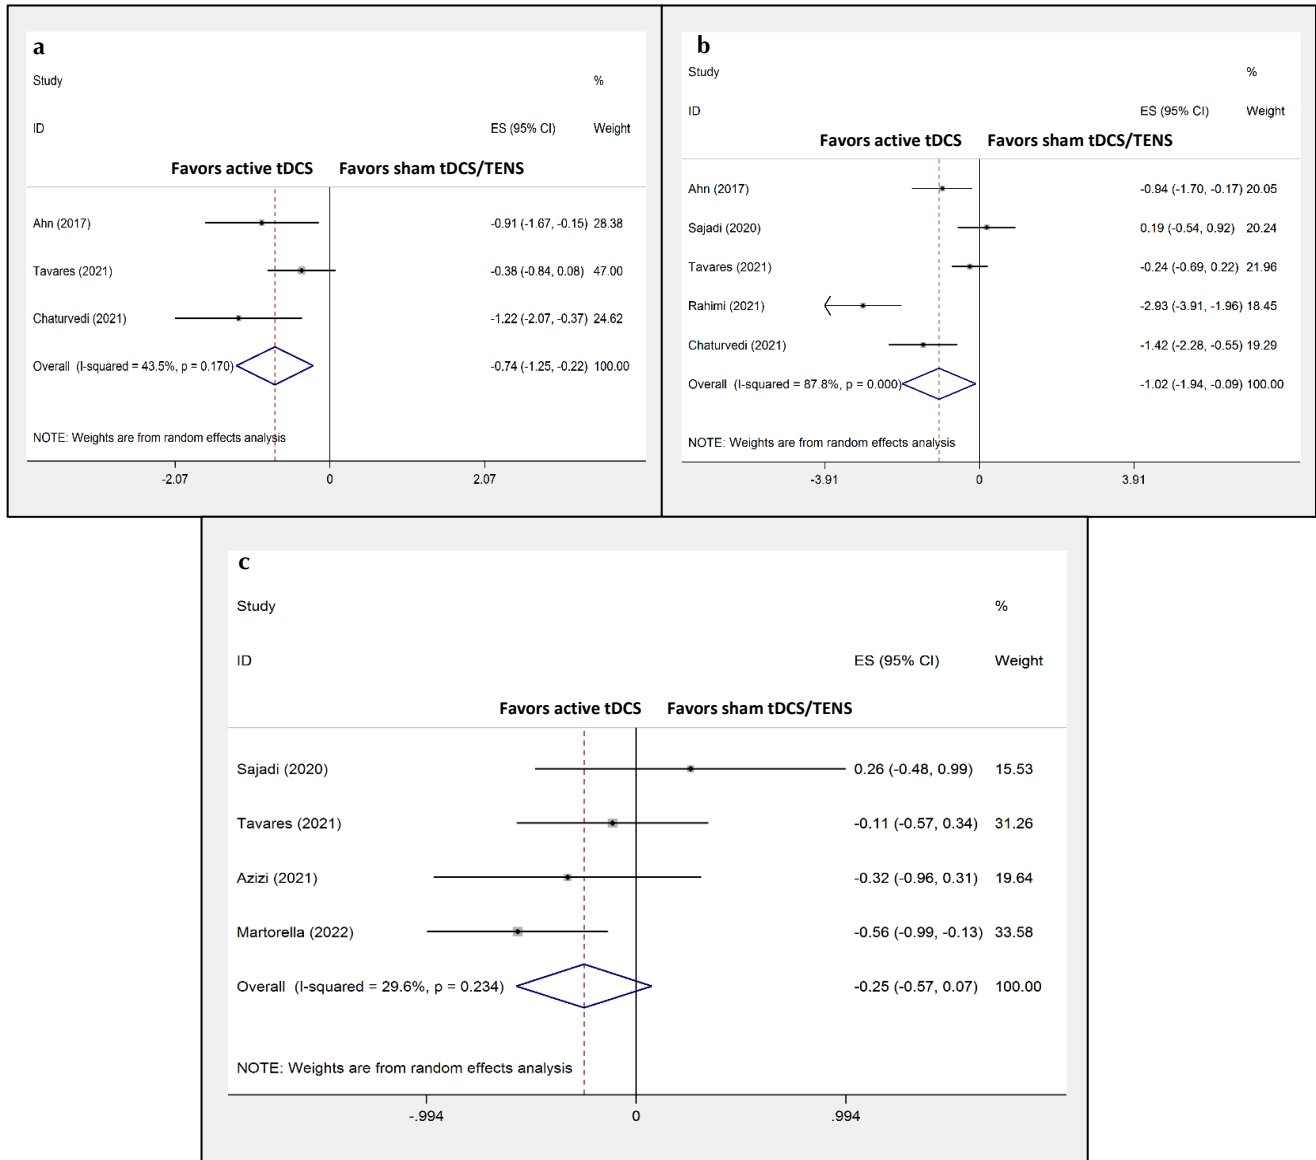 a
Study %
ID ES (95% CI) Weight
Favors active tDCS Favors sham tDCS/TENS
Ahn (2017) -0.91 (-1.67, -0.15) 28.38
Tavares (2021) -0.38 (-0.84, 0.08) 47.00
Chaturvedi (2021) -1.22 (-2.07, -0.37) 24.62
Overall (I-squared = 43.5%, p = 0.170) -0.74 (-1.25, -0.22) 100.00
NOTE: Weights are from random effects analysis
-2.07 0 2.07
b
Study %
ID ES (95% CI) Weight
Favors active tDCS Favors sham tDCS/TENS
Ahn (2017) -0.94 (-1.70, -0.17) 20.05
Sajadi (2020) 0.19 (-0.54, 0.92) 20.24
Tavares (2021) -0.24 (-0.69, 0.22) 21.96
Rahimi (2021) -2.93 (-3.91, -1.96) 18.45
Chaturvedi (2021) -1.42 (-2.28, -0.55) 19.29
Overall (I-squared = 87.8%, p = 0.000) -1.02 (-1.94, -0.09) 100.00
NOTE: Weights are from random effects analysis
-3.91 0 3.91
c
Study %
ID ES (95% CI) Weight
Favors active tDCS Favors sham tDCS/TENS
Sajadi (2020) 0.26 (-0.48, 0.99) 15.53
Tavares (2021) -0.11 (-0.57, 0.34) 31.26
Azizi (2021) -0.32 (-0.96, 0.31) 19.64
Martorella (2022) -0.56 (-0.99, -0.13) 33.58
Overall (I-squared = 29.6%, p = 0.234) -0.25 (-0.57, 0.07) 100.00
NOTE: Weights are from random effects analysis
-.994 0 .994